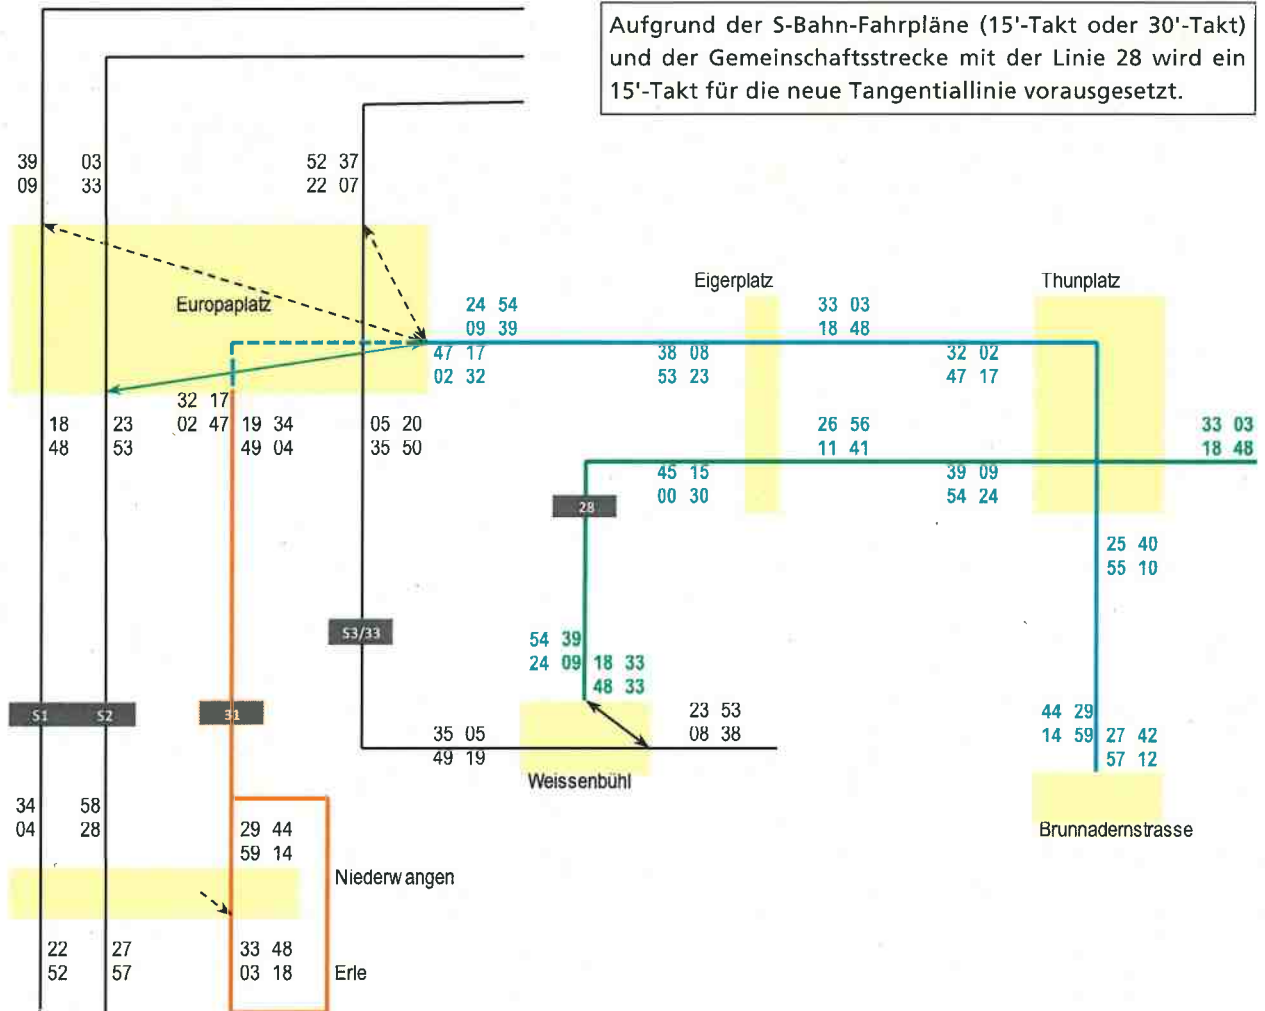 Aufgrund der S-Bahn-Fahrpläne (15'-Takt oder 30'-Takt)
und der Gemeinschaftsstrecke mit der Linie 28 wird ein
15'-Takt für die neue Tangentiallinie vorausgesetzt.
39 03 52 37
09 33 22 07
Eigerplatz Thunplatz
Europaplatz 24 54 33 03
09 39 18 48
47 17 38 08 32 02
02 32 53 23 47 17
32 17
18 23 02 47 19 34 05 20 26 56 33 03
48 53 49 04 35 50 11 41 18 48
45 15 39 09
00 30 54 24
28
25 40
55 10
S3/33
54 39
24 09 18 33
48 33
S1 S2 31 23 53 44 29
35 05 08 38 14 59 27 42
49 19 57 12
Weissenbühl
34 58
04 28 29 44 Brunnadernstrasse
59 14
Niederwangen
22 27 33 48
52 57 03 18 Erle